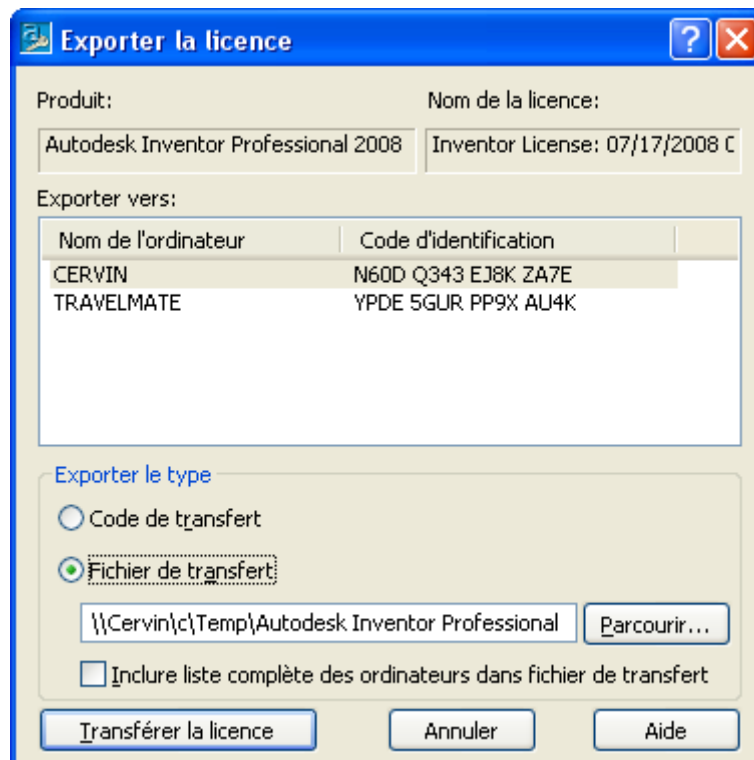 Exporter la licence
Produit: Nom de la licence:
Autodesk Inventor Professional 2008 Inventor License: 07/17/2008 C
Exporter vers:
Nom de l'ordinateur Code d'identification
CERVIN N60D Q343 EJ8K ZA7E
TRAVELMATE YPDE 5GUR PP9X AU4K
Exporter le type
Code de transfert
Fichier de transfert
\\Cervin\c\Temp\Autodesk Inventor Professional Parcourir...
Inclure liste complète des ordinateurs dans fichier de transfert
Transférer la licence Annuler Aide